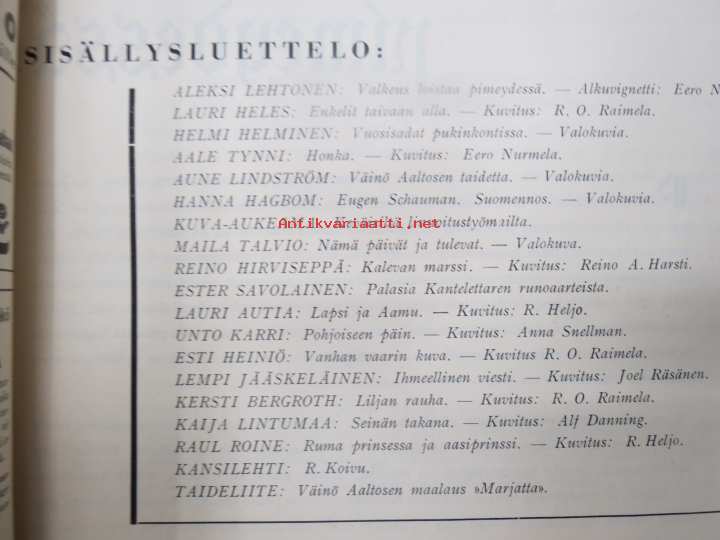 SISÄLLYSLUETTELO:
ALEKSI LEHTONEN: Valkeus loistaa pimeydessä. — Alkuvignetti: Eero N
LAURI HELES: Enkelit taivaan alla. — Kuvitus: R. O. Raimela.
HELMI HELMINEN: Vuosisadat pukinkontissa. — Valokuvia.
AALE TYNNI: Honka. — Kuvitus: Eero Nurmela.
AUNE LINDSTRÖM: Väinö Aaltosen taidetta. — Valokuvia.
HANNA HAGBOM: Eugen Schauman. Suomennos. — Valokuvia.
KUVA-AUKEAMA: linnoitustyömailta.
Antikvariaatti.net
MAILA TALVIO: Nämä päivät ja tulevat. — Valokuva.
REINO HIRVISEPPÄ: Kalevan marssi. — Kuvitus: Reino A. Harsti.
ESTER SAVOLAINEN: Palasia Kantelettaren runoaarteista.
LAURI AUTIA: Lapsi ja Aamu. — Kuvitus: R. Heljo.
UNTO KARRI: Pohjoiseen päin. — Kuvitus: Anna Snellman.
ESTI HEINIÖ: Vanhan vaarin kuva. — Kuvitus R. O. Raimela.
LEMPI JÄÄSKELÄINEN: Ihmeellinen viesti. — Kuvitus: Joel Räsänen.
KERSTI BERGROTH: Liljan rauha. — Kuvitus: R. O. Raimela.
KAIJA LINTUMAA: Seinän takana. — Kuvitus: Alf Danning.
RAUL ROINE: Ruma prinsessa ja aasiprinssi. — Kuvitus: R. Heljo.
KANSILEHTI: R. Koivu.
TAIDELIITE: Väinö Aaltosen maalaus »Marjatta».